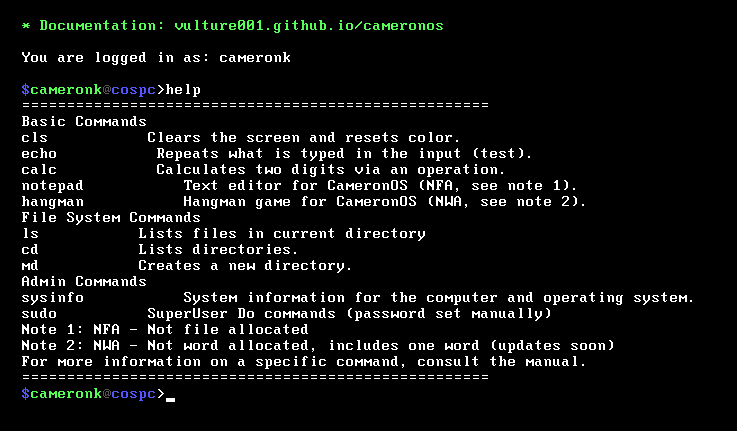 * Documentation: vulture001.github.io/cameronos
You are logged in as: cameronk
$cameronk@cospc>help
====================================================
Basic Commands
cls           Clears the screen and resets color.
echo           Repeats what is typed in the input (test).
calc           Calculates two digits via an operation.
notepad           Text editor for CameronOS (NFA, see note 1).
hangman           Hangman game for CameronOS (NWA, see note 2).
File System Commands
ls           Lists files in current directory
cd           Lists directories.
md           Creates a new directory.
Admin Commands
sysinfo           System information for the computer and operating system.
sudo          SuperUser Do commands (password set manually)
Note 1: NFA - Not file allocated
Note 2: NWA - Not word allocated, includes one word (updates soon)
For more information on a specific command, consult the manual.
====================================================
$cameronk@cospc>_